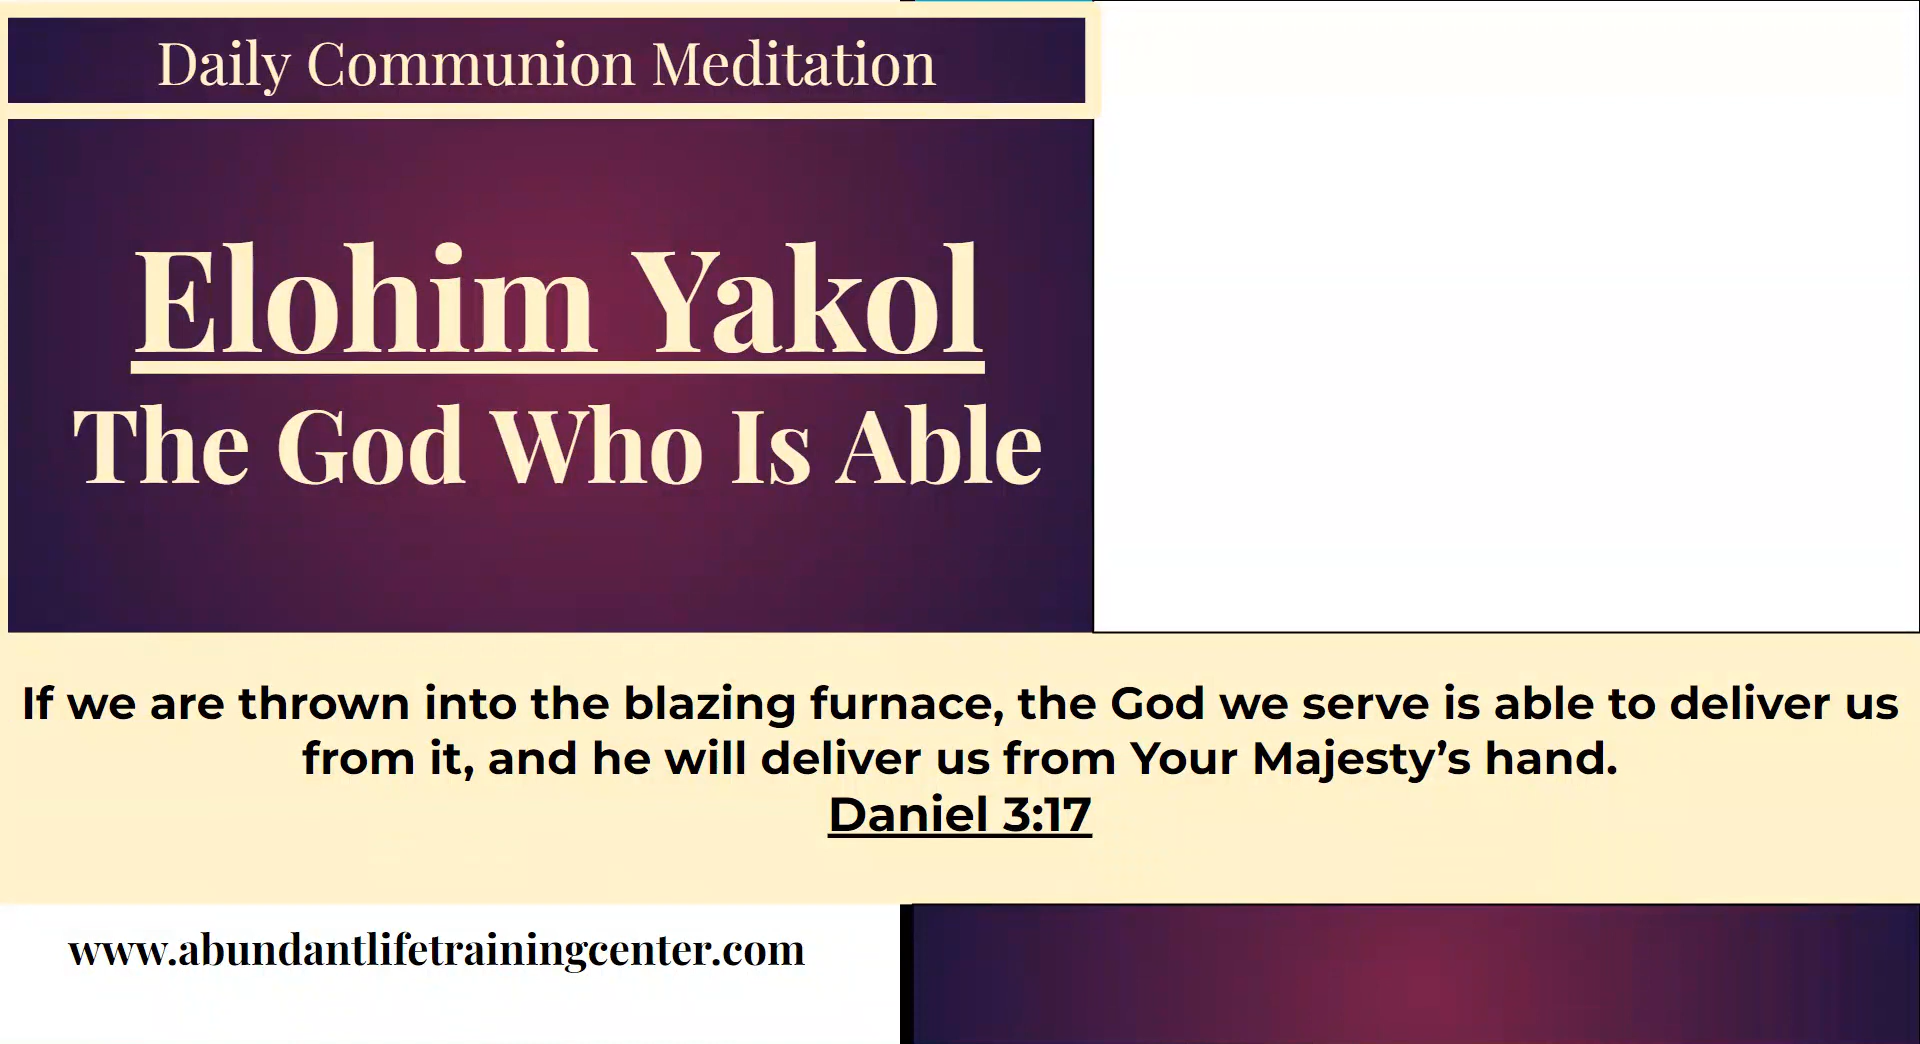 Daily Communion Meditation
Elohim Yakol
The God Who Is Able
If we are thrown into the blazing furnace, the God we serve is able to deliver us
from it, and he will deliver us from Your Majesty’s hand.
Daniel 3:17
www.abundantlifetrainingcenter.com